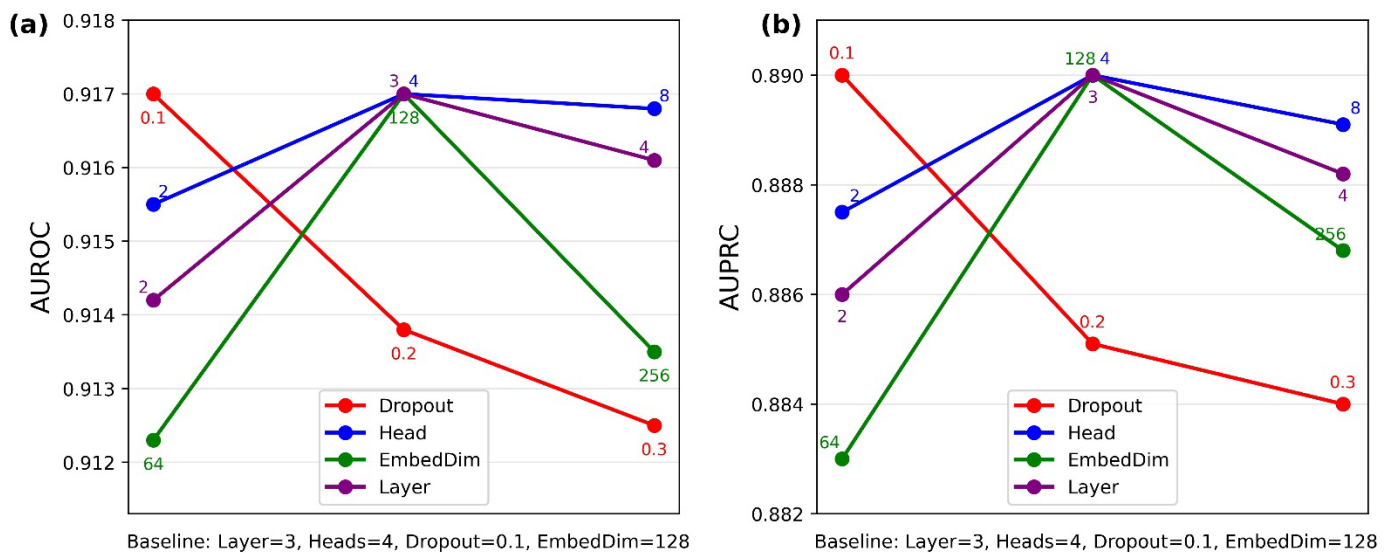 (a)
AUROC
0.918
0.917
0.916
0.915
0.914
0.913
0.912
0.1
0.2
0.3
2
4
8
64
128
256
2
3
4
Dropout
Head
EmbedDim
Layer
Baseline: Layer=3, Heads=4, Dropout=0.1, EmbedDim=128
(b)
AUPRC
0.890
0.888
0.886
0.884
0.882
0.1
0.2
0.3
2
4
8
64
128
256
2
3
4
Dropout
Head
EmbedDim
Layer
Baseline: Layer=3, Heads=4, Dropout=0.1, EmbedDim=128